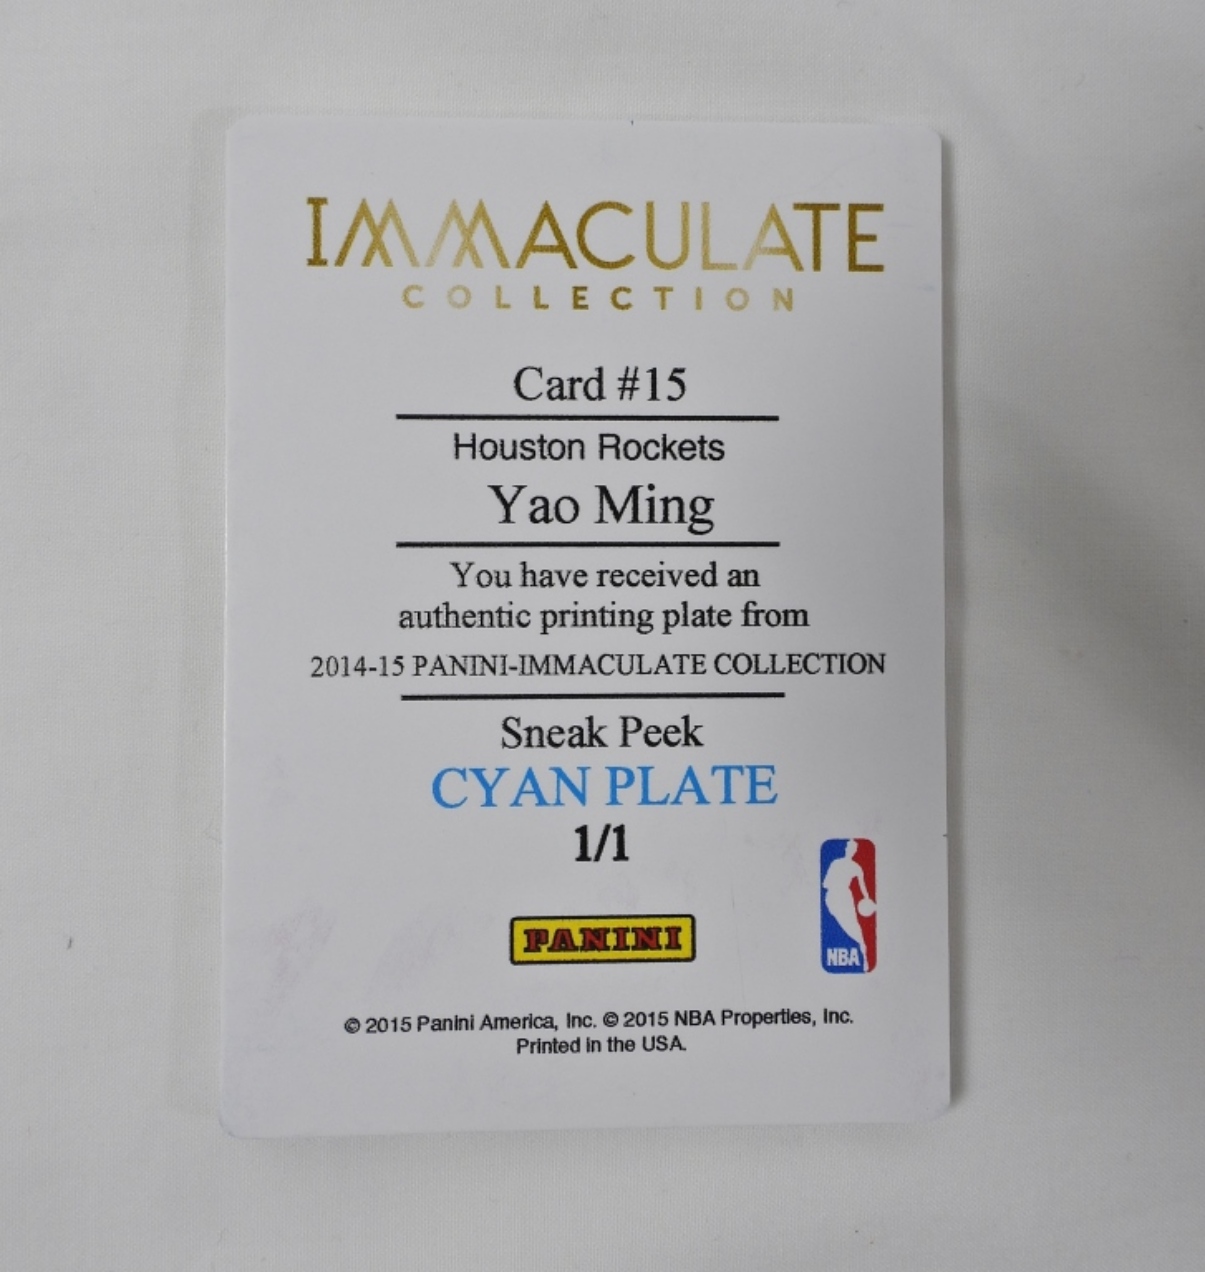 IMMACULATE
COLLECTION
Card #15
Houston Rockets
Yao Ming
You have received an
authentic printing plate from
2014-15 PANINI-IMMACULATE COLLECTION
Sneak Peek
CYAN PLATE
1/1
PANINI
NBA
© 2015 Panini America, Inc. © 2015 NBA Properties, Inc.
Printed in the USA.